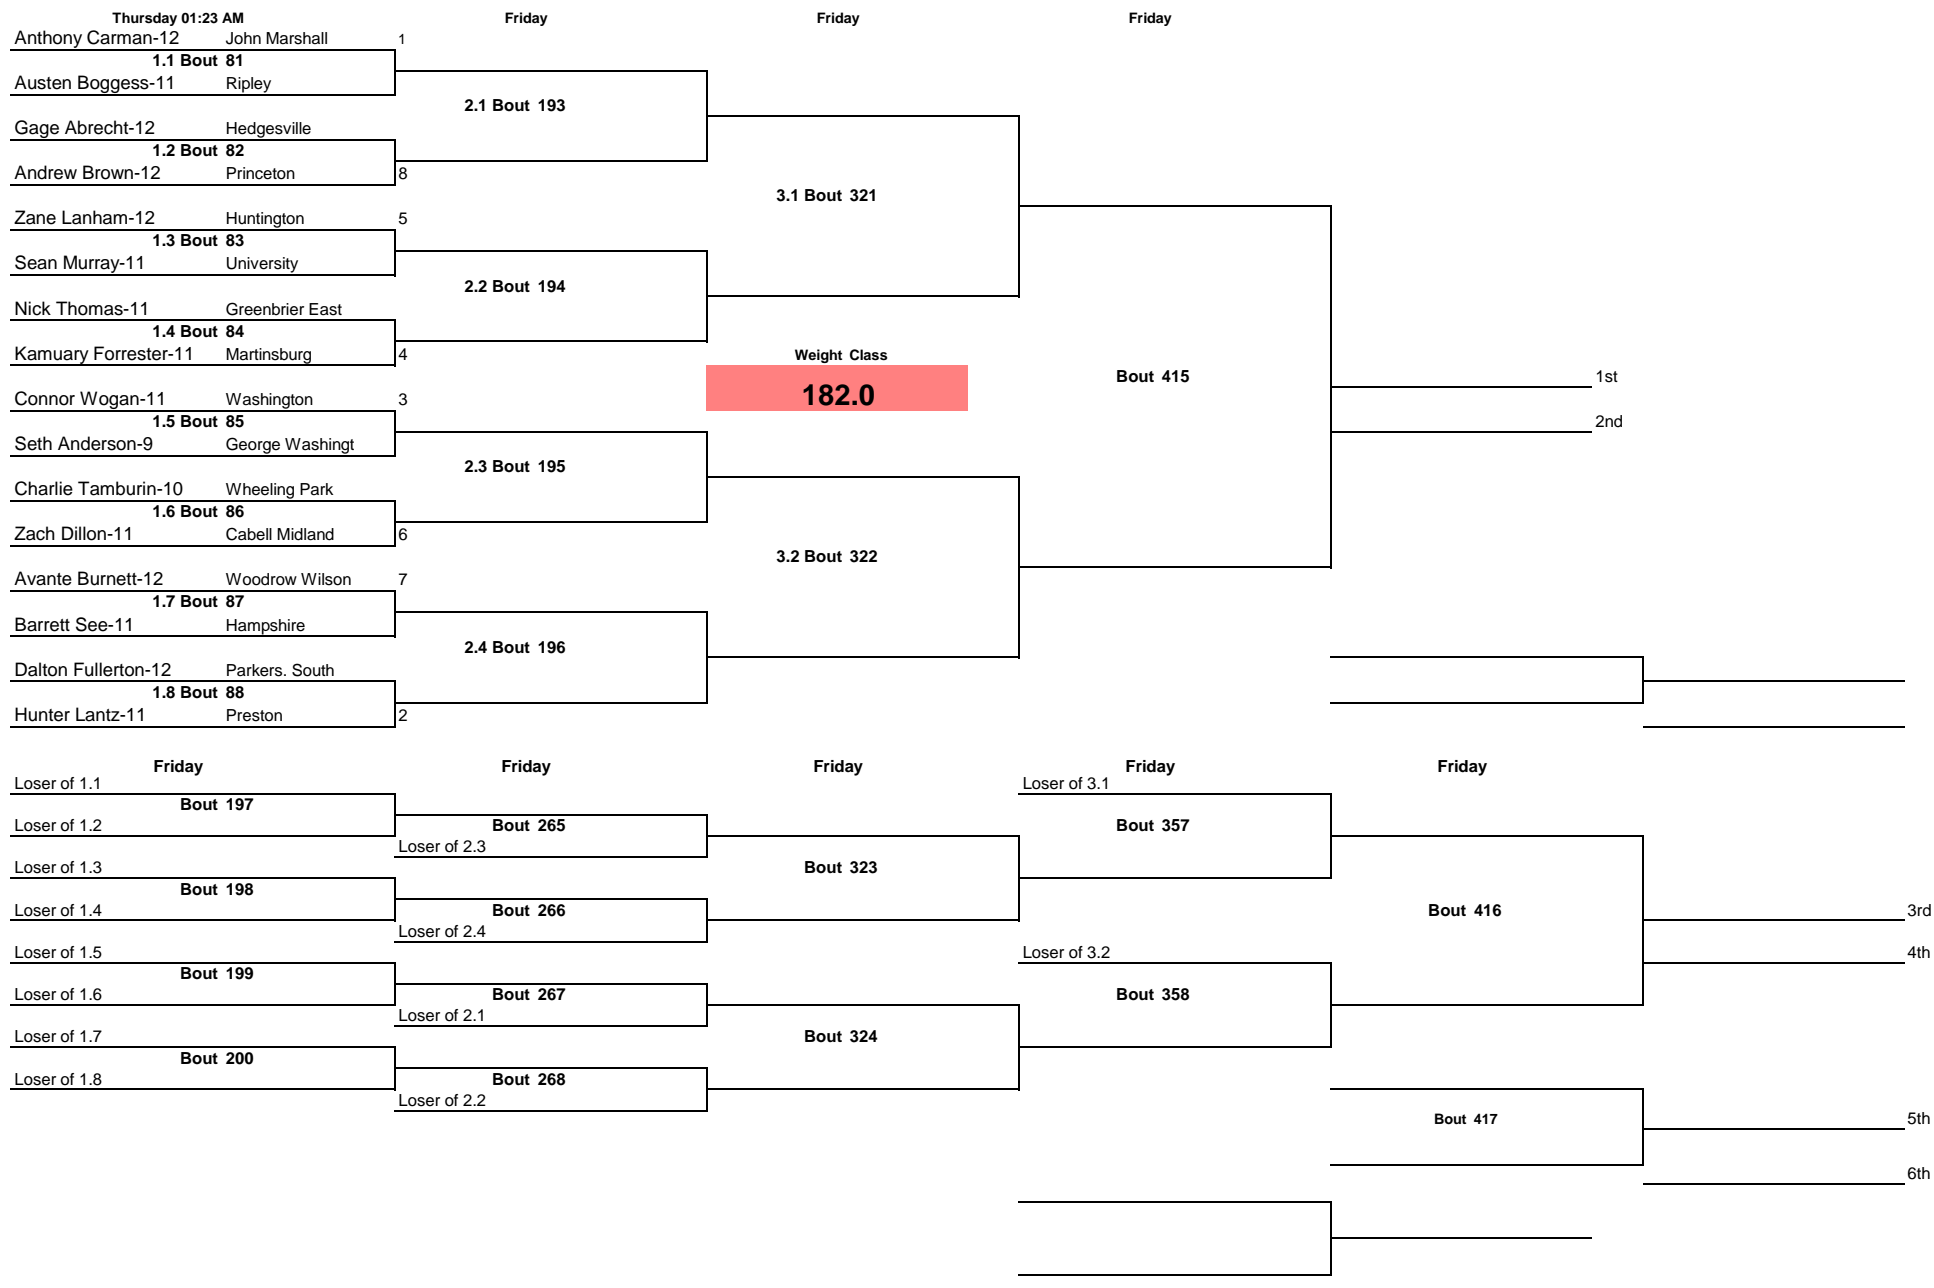 Thursday 01:23 AM Friday Friday Friday
Anthony Carman-12 John Marshall 1
1.1 Bout 81
Austen Boggess-11 Ripley
2.1 Bout 193
Gage Abrecht-12 Hedgesville
1.2 Bout 82
Andrew Brown-12 Princeton 8
3.1 Bout 321
Zane Lanham-12 Huntington 5
1.3 Bout 83
Sean Murray-11 University
2.2 Bout 194
Nick Thomas-11 Greenbrier East
1.4 Bout 84
Kamuary Forrester-11 Martinsburg 4 Weight Class
Bout 415 1st
182.0
Connor Wogan-11 Washington 3
1.5 Bout 85 2nd
Seth Anderson-9 George Washingt
2.3 Bout 195
Charlie Tamburin-10 Wheeling Park
1.6 Bout 86
Zach Dillon-11 Cabell Midland 6
3.2 Bout 322
Avante Burnett-12 Woodrow Wilson 7
1.7 Bout 87
Barrett See-11 Hampshire
2.4 Bout 196
Dalton Fullerton-12 Parkers. South
1.8 Bout 88
Hunter Lantz-11 Preston 2
Friday Friday Friday Friday Friday
Loser of 1.1 Loser of 3.1
Bout 197
Loser of 1.2 Bout 265 Bout 357
Loser of 2.3
Loser of 1.3 Bout 323
Bout 198
Loser of 1.4 Bout 266 Bout 416 3rd
Loser of 2.4
Loser of 1.5 Loser of 3.2 4th
Bout 199
Loser of 1.6 Bout 267 Bout 358
Loser of 2.1
Loser of 1.7 Bout 324
Bout 200
Loser of 1.8 Bout 268
Loser of 2.2
Bout 417 5th
6th